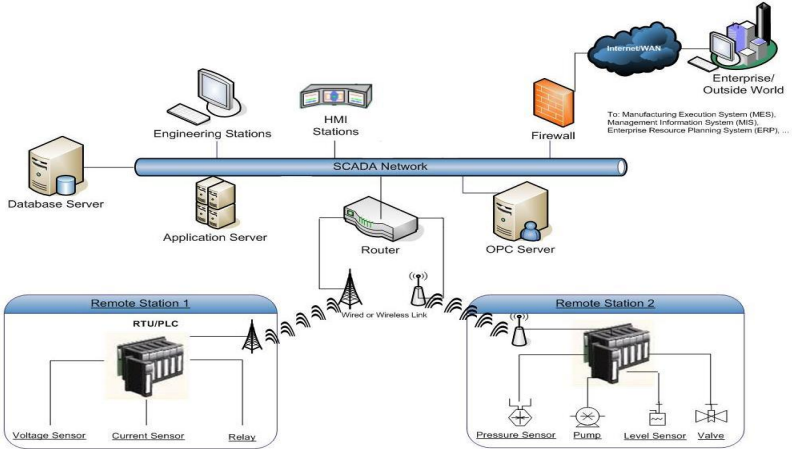 Internet/WAN
Enterprise/
Outside World
To: Manufacturing Execution System (MES),
Management Information System (MIS),
Enterprise Resource Planning System (ERP), ...
Engineering Stations
HMI
Stations
Firewall
SCADA Network
Database Server
Application Server
Router
OPC Server
Remote Station 1
Wired or Wireless Link
Remote Station 2
RTU/PLC
Voltage Sensor
Current Sensor
Relay
Pressure Sensor
Pump
Level Sensor
Valve